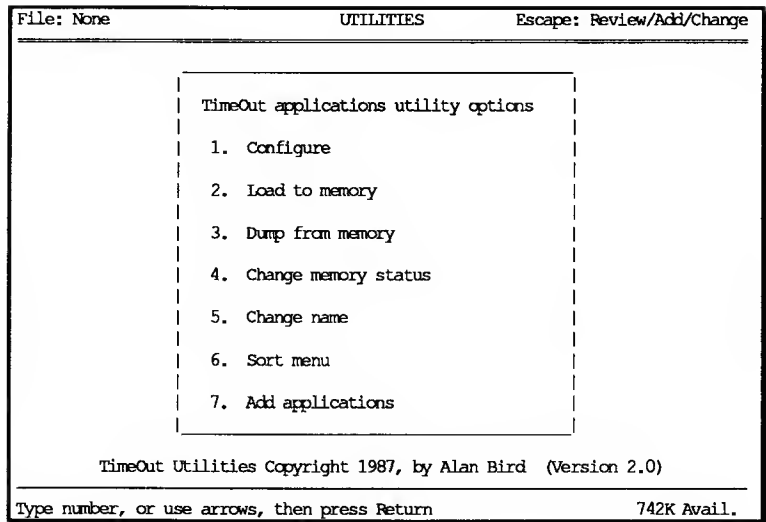 File: None UTILITIES Escape: Review/Add/Change
TimeOut applications utility options
1. Configure
2. Load to memory
3. Dump from memory
4. Change memory status
5. Change name
6. Sort menu
7. Add applications
TimeOut Utilities Copyright 1987, by Alan Bird (Version 2.0)
Type number, or use arrows, then press Return 742K Avail.